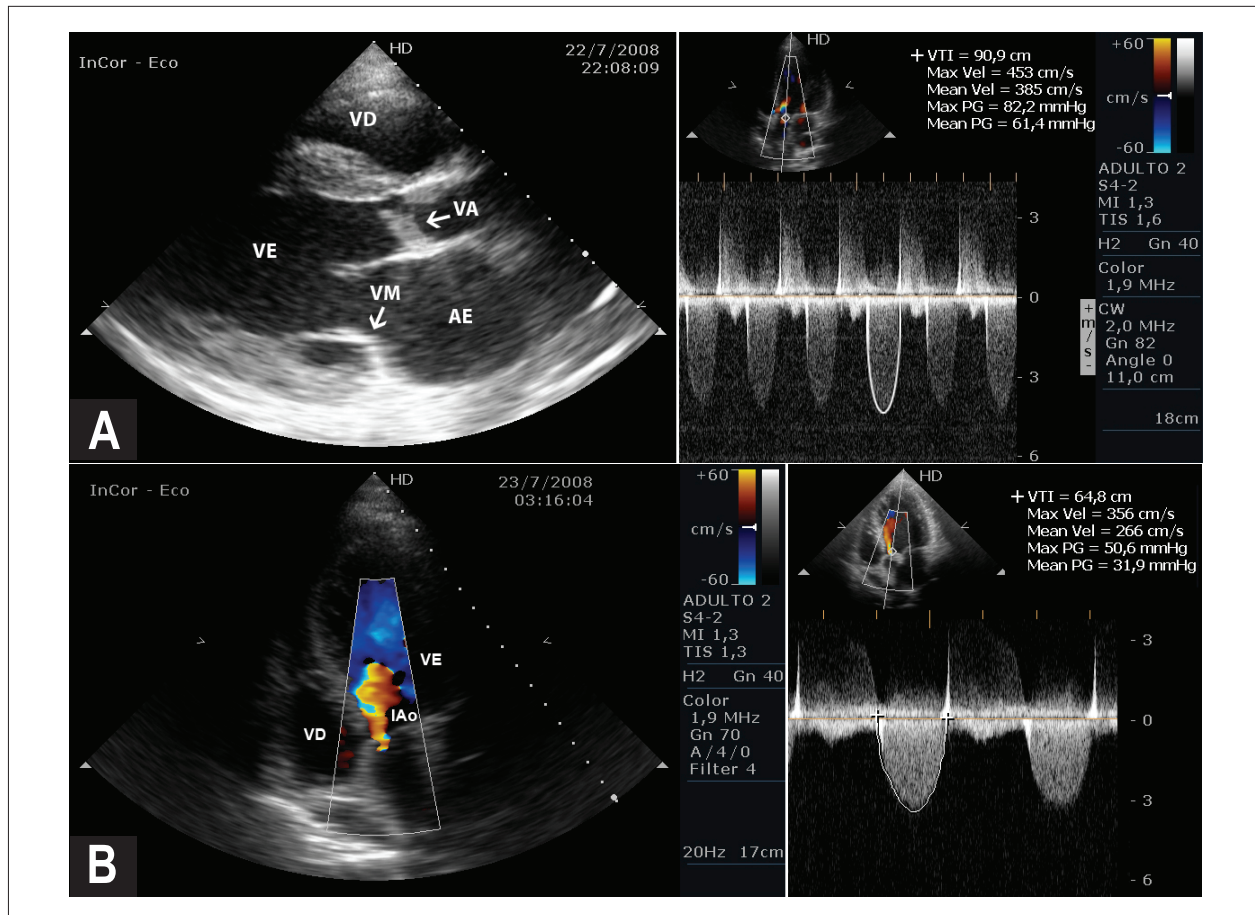 InCor - Eco
HD
22/7/2008
22:08:09
VD
VA
VE
VM
AE
A
HD
+ VTI = 90,9 cm
Max Vel = 453 cm/s
Mean Vel = 385 cm/s
Max PG = 82,2 mmHg
Mean PG = 61,4 mmHg
+60
cm/s
-60
ADULTO 2
S4-2
MI 1,3
TIS 1,6
H2 Gn 40
Color
1,9 MHz
CW
2,0 MHz
Gn 82
Angle 0
11,0 cm
18cm
- 3
- 0
- 3
- 6
+
m
/
s
-
InCor - Eco
HD
23/7/2008
03:16:04
VE
IAo
VD
B
+60
cm/s
-60
ADULTO 2
S4-2
MI 1,3
TIS 1,3
H2 Gn 40
Color
1,9 MHz
Gn 70
A/4/0
Filter 4
20Hz 17cm
HD
+ VTI = 64,8 cm
Max Vel = 356 cm/s
Mean Vel = 266 cm/s
Max PG = 50,6 mmHg
Mean PG = 31,9 mmHg
- 3
- 0
- 3
- 6